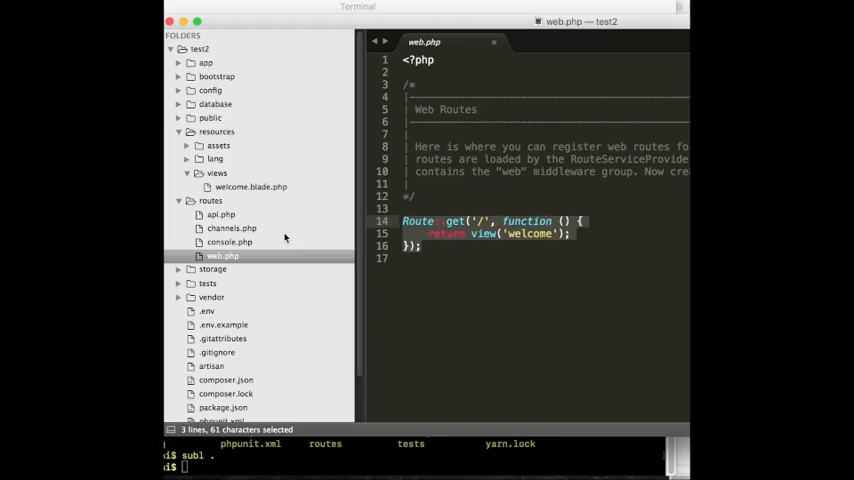 Terminal
web.php — test2
FOLDERS
test2
app
bootstrap
config
database
public
resources
assets
lang
views
welcome.blade.php
routes
api.php
channels.php
console.php
web.php
storage
tests
vendor
.env
.env.example
.gitattributes
.gitignore
artisan
composer.json
composer.lock
package.json
phpunit.xml
web.php
1 <?php
2
3 /*
4 |
5 | Web Routes
6 |
7 |
8 | Here is where you can register web routes fo
9 | routes are loaded by the RouteServiceProvide
10 | contains the "web" middleware group. Now crea
11 |
12 */
13
14 Route::get('/', function () {
15 return view('welcome');
16 });
17
3 lines, 61 characters selected
phpunit.xml routes tests yarn.lock
i$ subl .
i$